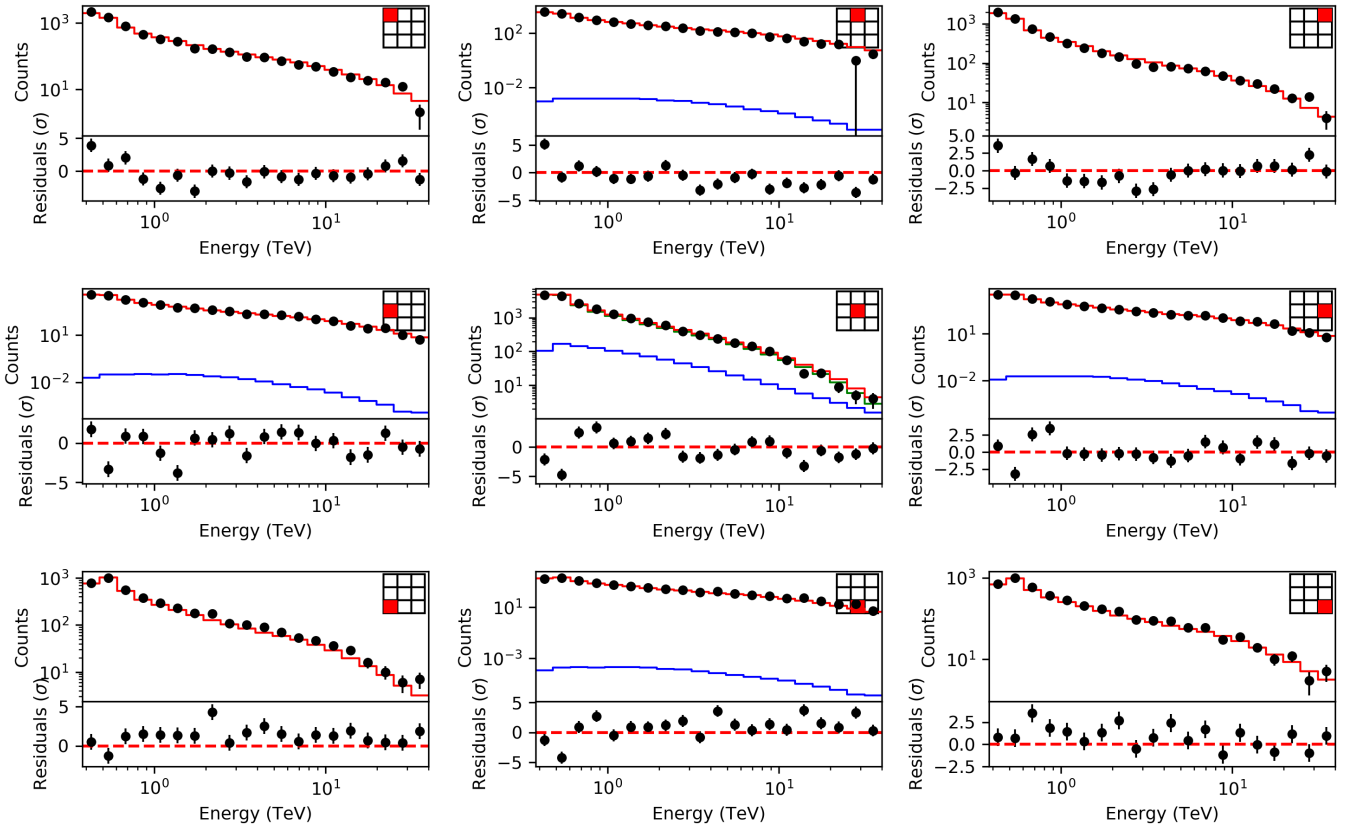 Counts
10³
10¹
Residuals (σ)
5
0
10⁰
10¹
Energy (TeV)
Counts
10²
10⁻²
Residuals (σ)
5
0
−5
10⁰
10¹
Energy (TeV)
Counts
10³
10²
10¹
Residuals (σ)
5.0
2.5
0.0
−2.5
10⁰
10¹
Energy (TeV)
Counts
10¹
10⁻²
Residuals (σ)
0
−5
10⁰
10¹
Energy (TeV)
Counts
10³
10²
10¹
Residuals (σ)
0
−5
10⁰
10¹
Energy (TeV)
Counts
10¹
10⁻²
Residuals (σ)
2.5
0.0
−2.5
10⁰
10¹
Energy (TeV)
Counts
10³
10²
10¹
Residuals (σ)
5
0
10⁰
10¹
Energy (TeV)
Counts
10¹
10⁻³
Residuals (σ)
5
0
−5
10⁰
10¹
Energy (TeV)
Counts
10³
10¹
Residuals (σ)
2.5
0.0
−2.5
10⁰
10¹
Energy (TeV)